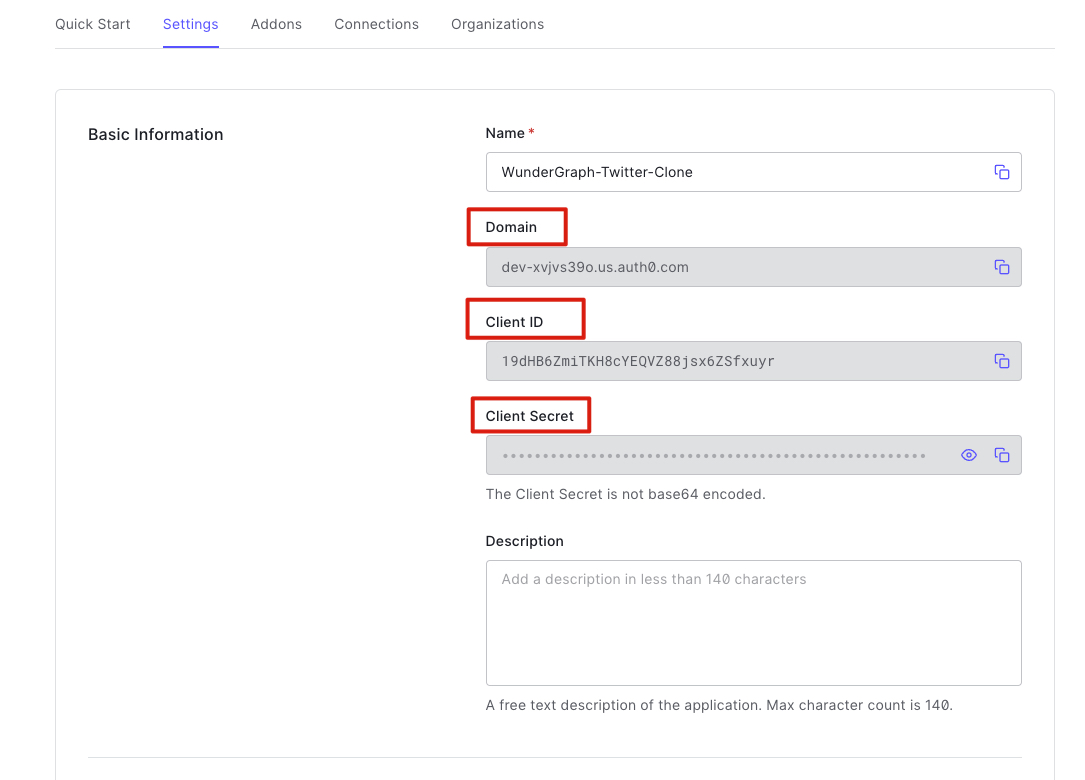 Quick Start Settings Addons Connections Organizations
Basic Information
Name *
WunderGraph-Twitter-Clone
Domain
dev-xvjvs39o.us.auth0.com
Client ID
19dHB6ZmiTKH8cYEQVZ88jsx6ZSfxuyr
Client Secret
The Client Secret is not base64 encoded.
Description
Add a description in less than 140 characters
A free text description of the application. Max character count is 140.